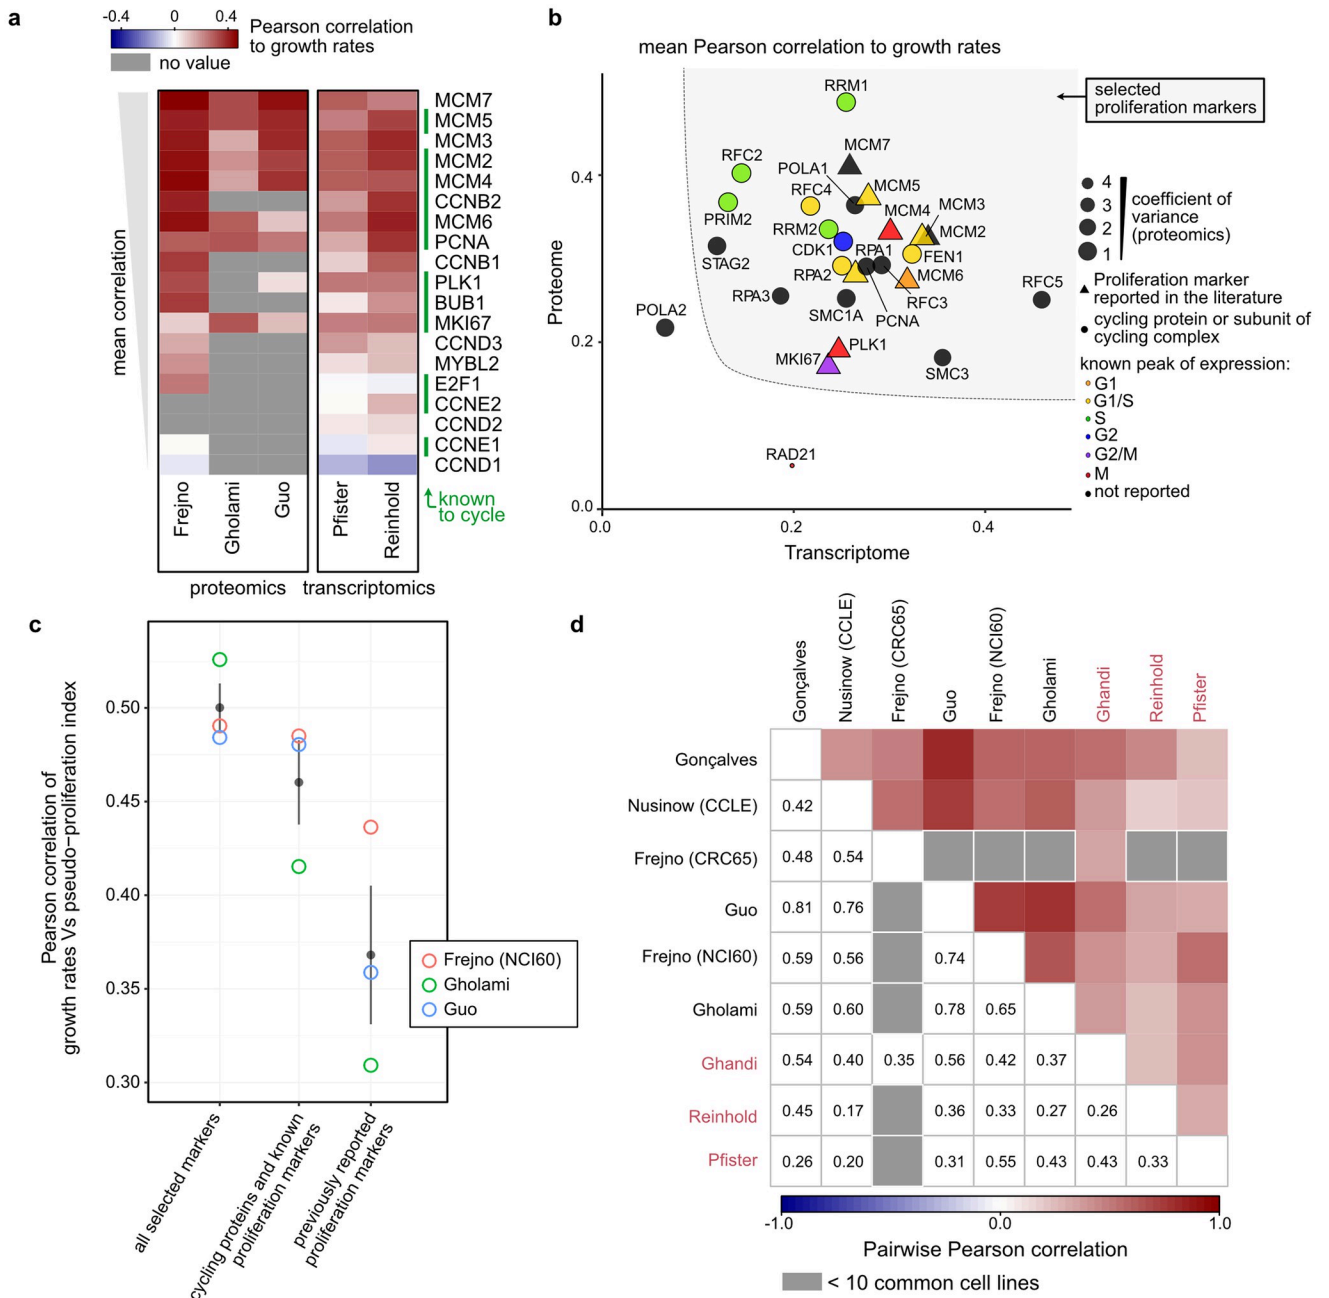 a
-0.4 0 0.4
Pearson correlation
to growth rates
no value
mean correlation
MCM7
MCM5
MCM3
MCM2
MCM4
CCNB2
MCM6
PCNA
CCNB1
PLK1
BUB1
MKI67
CCND3
MYBL2
E2F1
CCNE2
CCND2
CCNE1
CCND1
Frejno
Gholami
Guo
Pfister
Reinhold
known
to cycle
proteomics
transcriptomics
b
mean Pearson correlation to growth rates
Proteome
0.4
0.2
0.0
0.0 0.2 0.4
Transcriptome
RRM1
MCM7
RFC2
POLA1
MCM5
RFC4
PRIM2
MCM4
MCM3
RRM2
MCM2
CDK1
RPA1
FEN1
STAG2
RPA2
MCM6
RPA3
RFC3
RFC5
SMC1A
PCNA
POLA2
PLK1
MKI67
SMC3
RAD21
selected
proliferation markers
4
3
2
1
coefficient of
variance
(proteomics)
Proliferation marker
reported in the literature
cycling protein or subunit of
cycling complex
known peak of expression:
G1
G1/S
S
G2
G2/M
M
not reported
c
Pearson correlation of
growth rates Vs pseudo−proliferation index
0.50
0.45
0.40
0.35
0.30
all selected markers
cycling proteins and known
proliferation markers
previously reported
proliferation markers
Frejno (NCI60)
Gholami
Guo
d
Gonçalves
Nusinow (CCLE)
Frejno (CRC65)
Guo
Frejno (NCI60)
Gholami
Ghandi
Reinhold
Pfister
Gonçalves
Nusinow (CCLE) 0.42
Frejno (CRC65) 0.48 0.54
Guo 0.81 0.76
Frejno (NCI60) 0.59 0.56 0.74
Gholami 0.59 0.60 0.78 0.65
Ghandi 0.54 0.40 0.35 0.56 0.42 0.37
Reinhold 0.45 0.17 0.36 0.33 0.27 0.26
Pfister 0.26 0.20 0.31 0.55 0.43 0.43 0.33
-1.0 0.0 1.0
Pairwise Pearson correlation
< 10 common cell lines